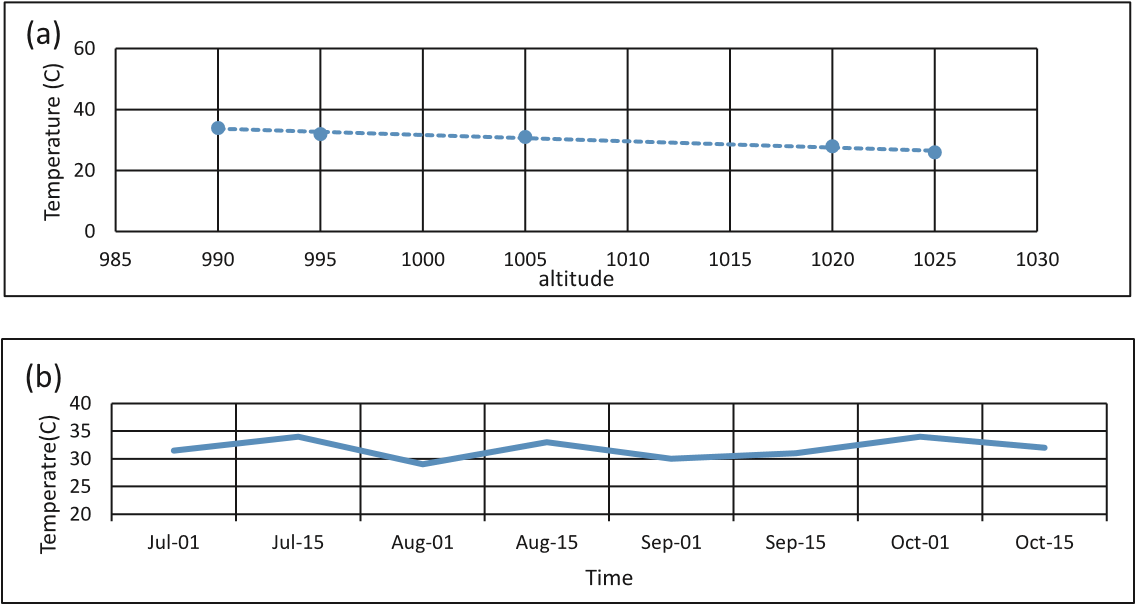 (a)
Temperature (C)
60
40
20
0
985 990 995 1000 1005 1010 1015 1020 1025 1030
altitude
(b)
Temperatre(C)
40
35
30
25
20
Jul-01 Jul-15 Aug-01 Aug-15 Sep-01 Sep-15 Oct-01 Oct-15
Time